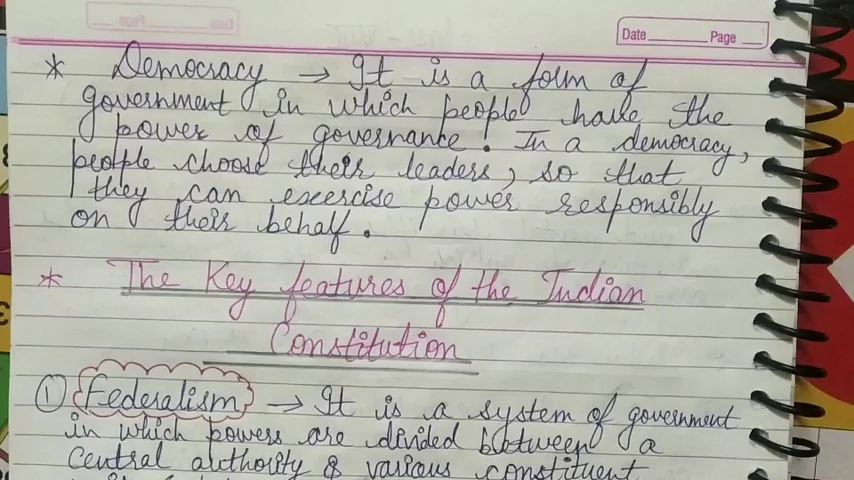 Date Page
* Democracy → It is a form of
government in which people have the
power of governance. In a democracy,
people choose their leaders, so that
they can exercise power responsibly
on their behalf.
* The Key features of the Indian
Constitution
① Federalism → It is a system of government
in which powers are divided between a
central authority & various constituent